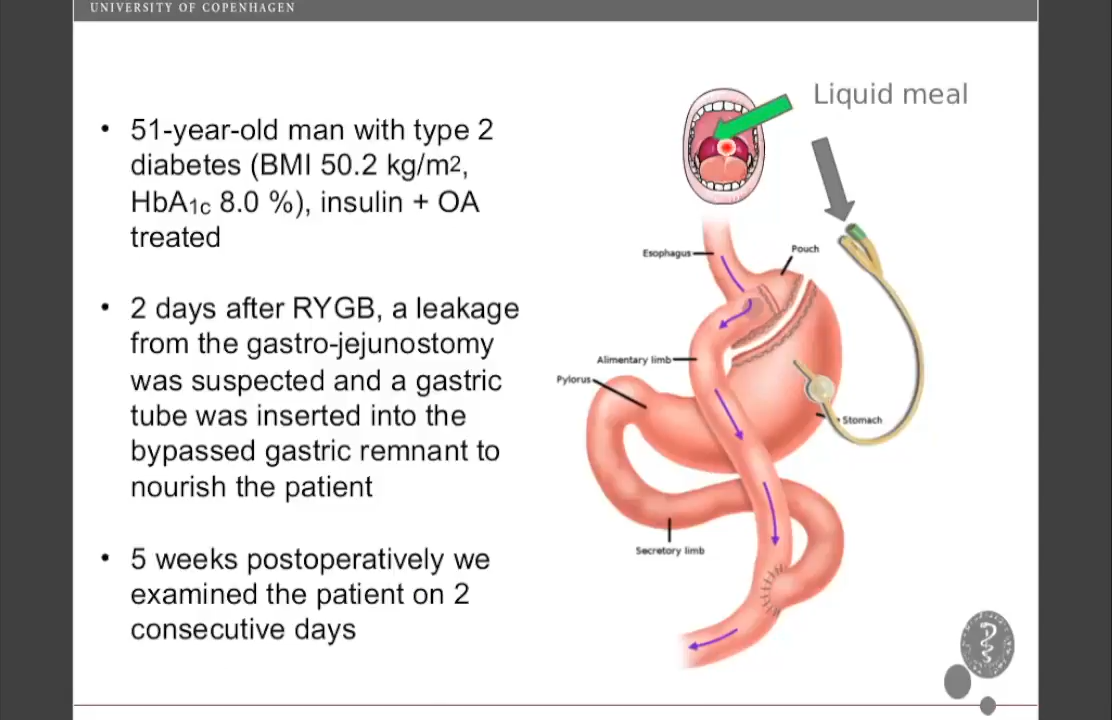 UNIVERSITY OF COPENHAGEN
• 51-year-old man with type 2
diabetes (BMI 50.2 kg/m2,
HbA1c 8.0 %), insulin + OA
treated
• 2 days after RYGB, a leakage
from the gastro-jejunostomy
was suspected and a gastric
tube was inserted into the
bypassed gastric remnant to
nourish the patient
• 5 weeks postoperatively we
examined the patient on 2
consecutive days
Liquid meal
Esophagus
Pouch
Alimentary limb
Pylorus
Stomach
Secretory limb